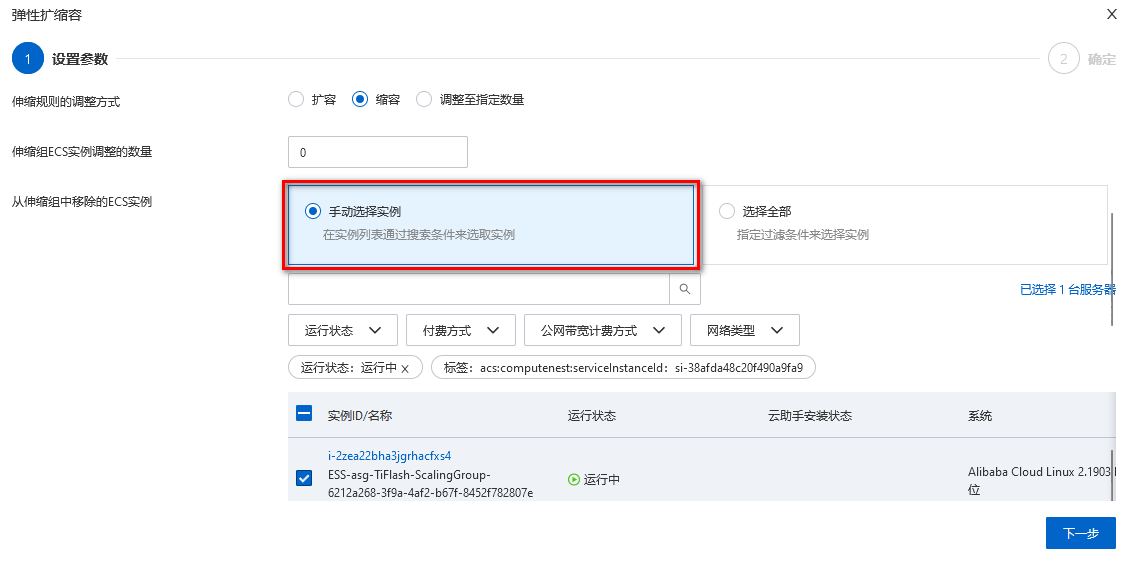 弹性扩缩容
X
1 设置参数
2 确定
伸缩规则的调整方式 扩容 缩容 调整至指定数量
伸缩组ECS实例调整的数量 0
从伸缩组中移除的ECS实例 手动选择实例 选择全部
在实例列表通过搜索条件来选取实例 指定过滤条件来选择实例
已选择 1 台服务器
运行状态 付费方式 公网带宽计费方式 网络类型
运行状态：运行中 x 标签：acs:computenest:serviceInstanceId：si-38afda48c20f490a9fa9
实例ID/名称 运行状态 云助手安装状态 系统
i-2zea22bha3jgrhacfxs4
ESS-asg-TiFlash-ScalingGroup-
6212a268-3f9a-4af2-b67f-8452f782807e
运行中
Alibaba Cloud Linux 2.1903
位
下一步